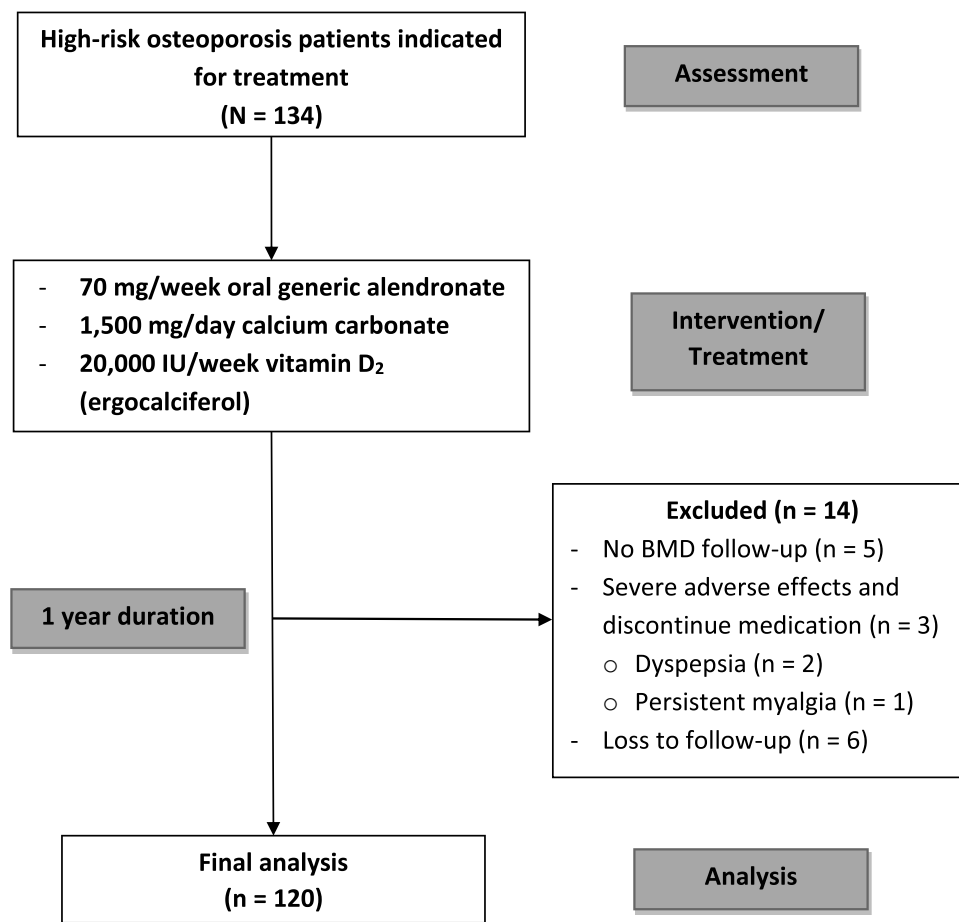 High-risk osteoporosis patients indicated
for treatment
(N = 134)
Assessment
- 70 mg/week oral generic alendronate
- 1,500 mg/day calcium carbonate
- 20,000 IU/week vitamin D₂
(ergocalciferol)
Intervention/
Treatment
Excluded (n = 14)
- No BMD follow-up (n = 5)
- Severe adverse effects and
discontinue medication (n = 3)
o Dyspepsia (n = 2)
o Persistent myalgia (n = 1)
- Loss to follow-up (n = 6)
1 year duration
Final analysis
(n = 120)
Analysis